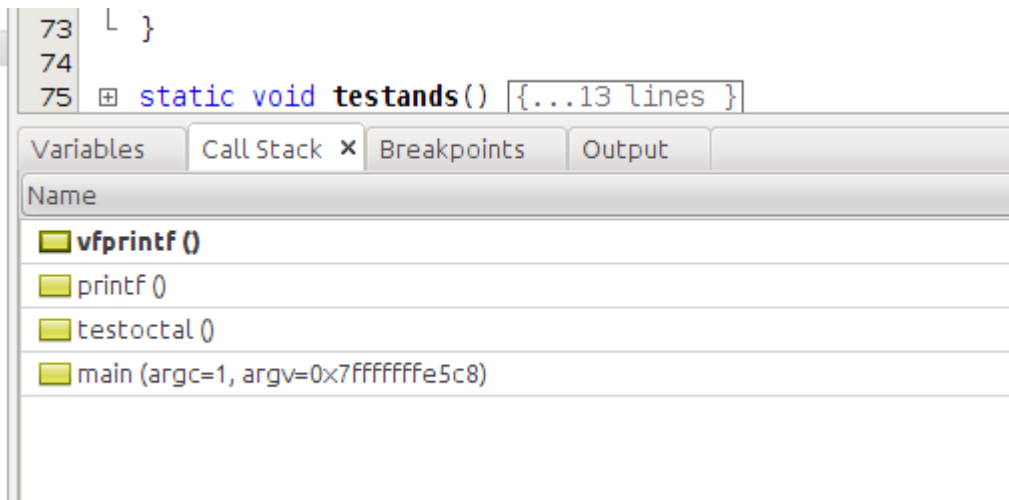 73 }
74
75 static void testands() {...13 lines }
Variables Call Stack × Breakpoints Output
Name
vfprintf ()
printf ()
testoctal ()
main (argc=1, argv=0x7fffffffe5c8)